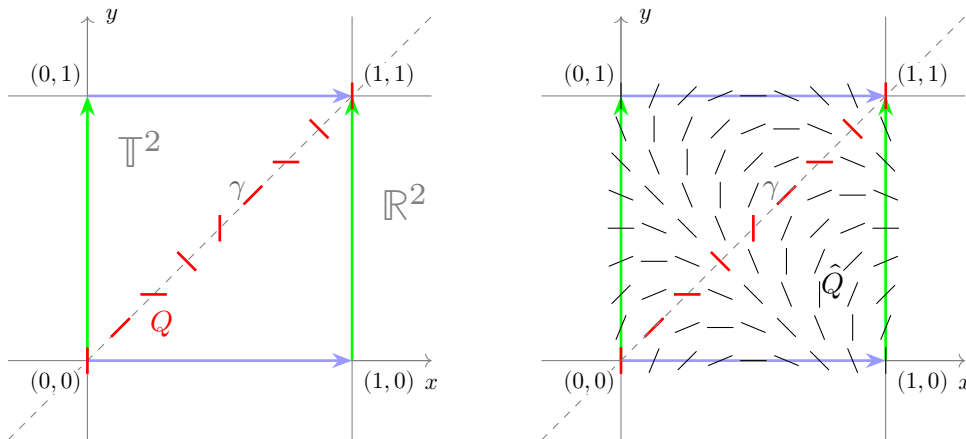 y
(0, 1)
(1, 1)
𝕋²
γ
ℝ²
Q
(0, 0)
(1, 0)
x
y
(0, 1)
(1, 1)
γ
Q̂
(0, 0)
(1, 0)
x